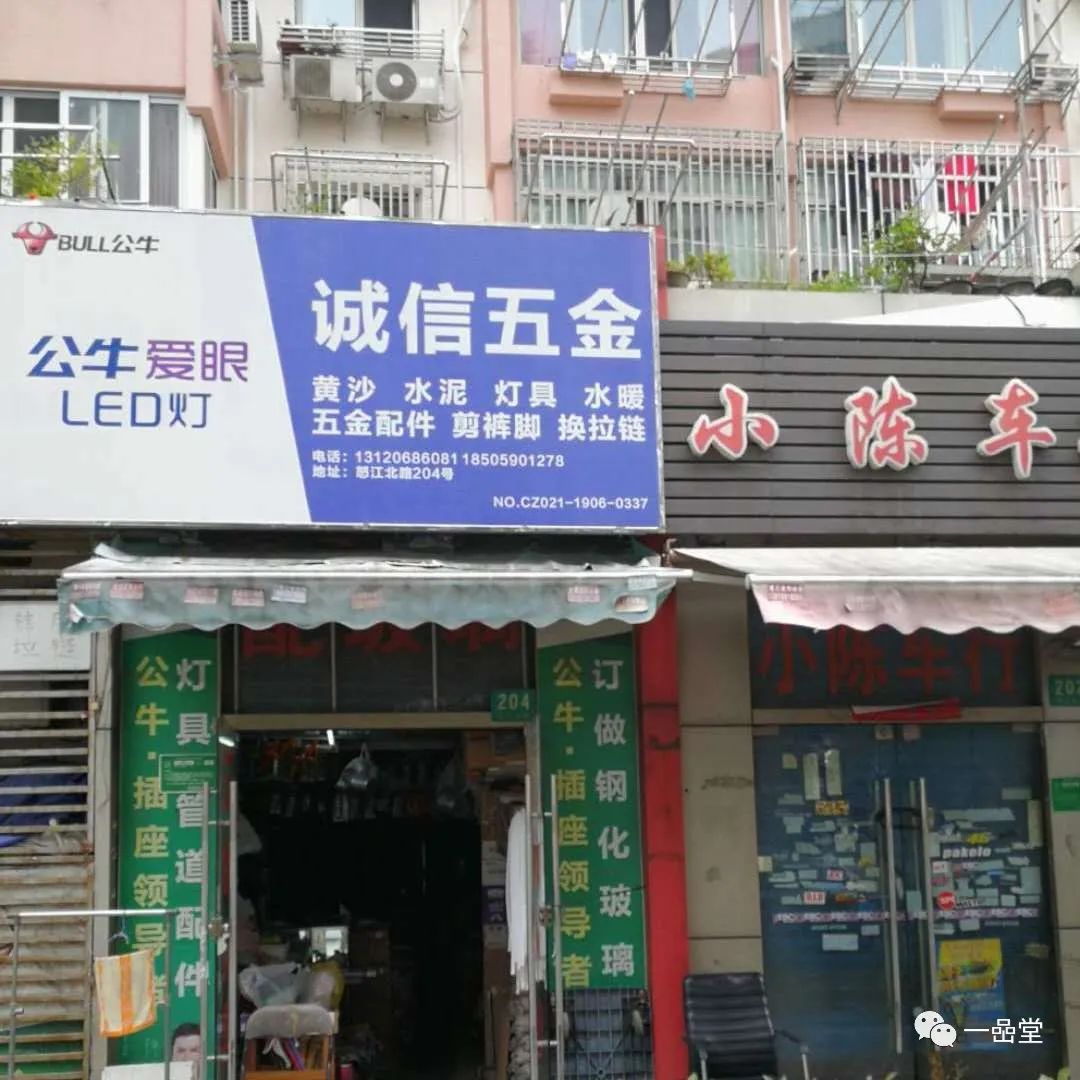 BULL公牛
公牛爱眼
LED灯
诚信五金
黄沙 水泥 灯具 水暖
五金配件 剪裤脚 换拉链
电话：13120686081 18505901278
地址：怒江北路204号
NO.CZ021-1906-0337
小陈车
配玻璃
小陈车行
204
202
灯具管道配件
公牛·插座领导者
公牛·插座领导者
订做钢化玻璃
pakelo
一品堂